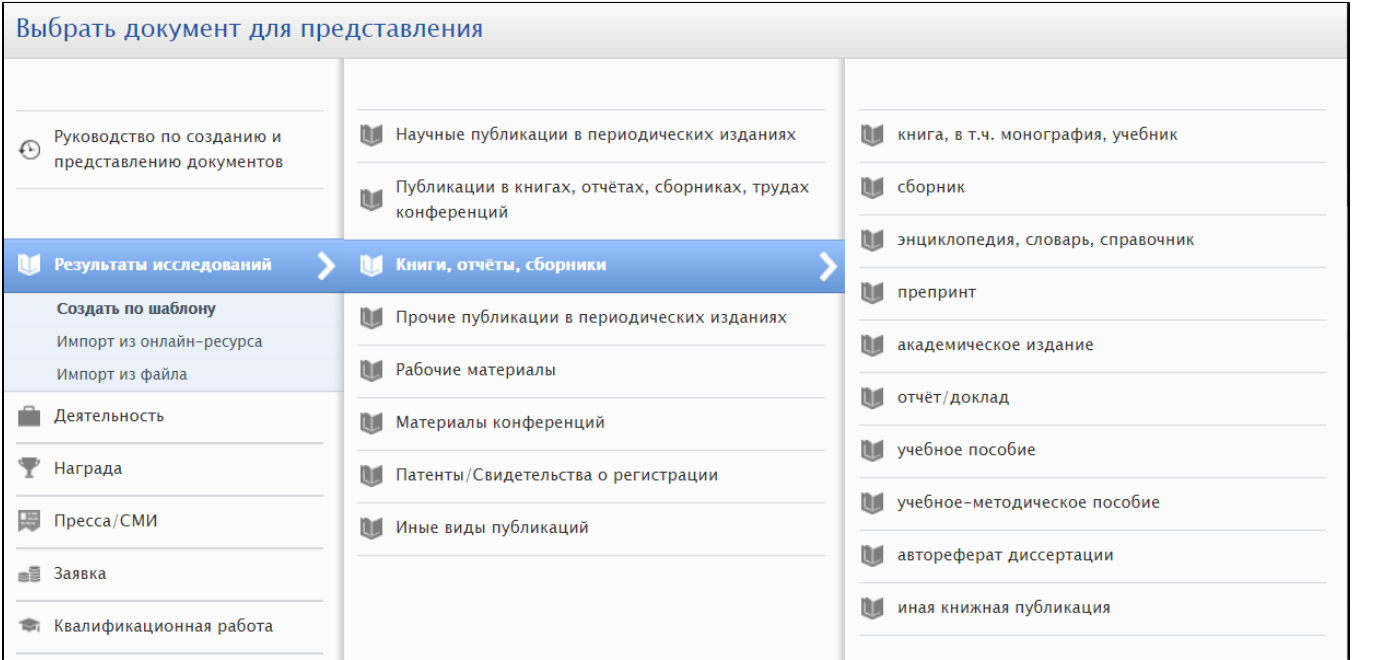 Выбрать документ для представления
Руководство по созданию и
представлению документов
Результаты исследований
Создать по шаблону
Импорт из онлайн-ресурса
Импорт из файла
Деятельность
Награда
Пресса/СМИ
Заявка
Квалификационная работа
Научные публикации в периодических изданиях
Публикации в книгах, отчётах, сборниках, трудах
конференций
Книги, отчёты, сборники
Прочие публикации в периодических изданиях
Рабочие материалы
Материалы конференций
Патенты/Свидетельства о регистрации
Иные виды публикаций
книга, в т.ч. монография, учебник
сборник
энциклопедия, словарь, справочник
препринт
академическое издание
отчёт/доклад
учебное пособие
учебное-методическое пособие
автореферат диссертации
иная книжная публикация